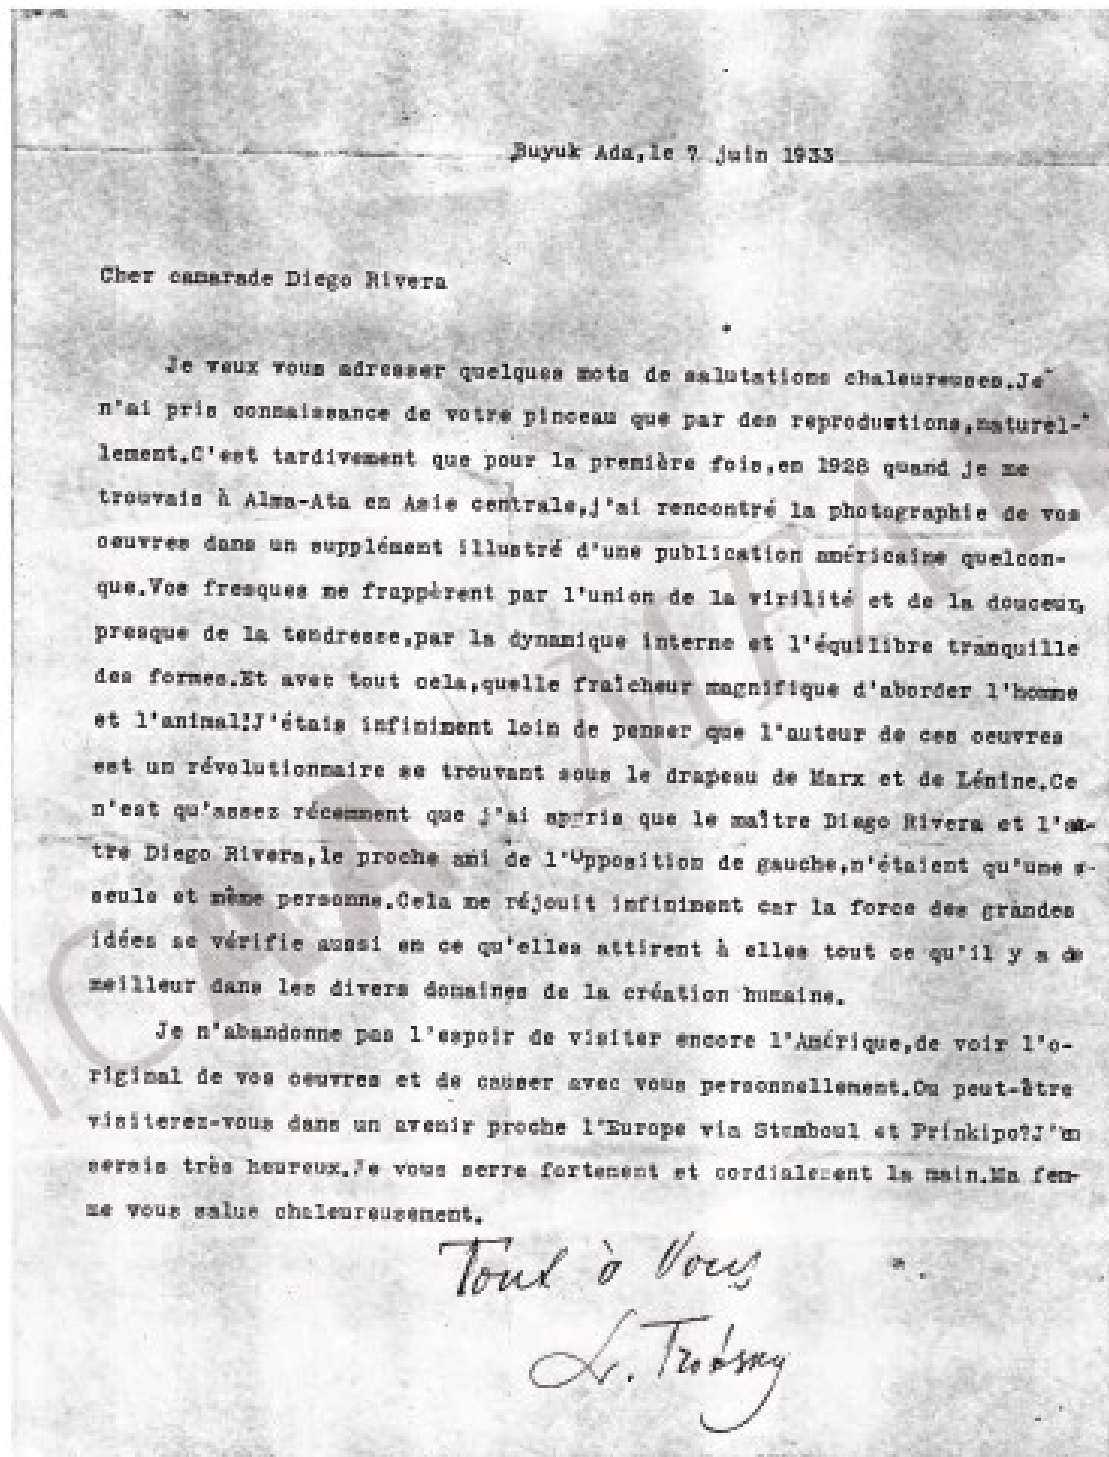 Buyuk Ada,le 7 juin 1933
Cher camarade Diego Rivera
Je veux vous adresser quelques mots de salutations chaleureuses.Je
n'ai pris connaissance de votre pinceau que par des reproductions,naturel-
lement.C'est tardivement que pour la première fois,en 1928 quand je me
trouvais à Alma-Ata en Asie centrale,j'ai rencontré la photographie de vos
oeuvres dans un supplément illustré d'une publication américaine quelcon-
que.Vos fresques me frappèrent par l'union de la virilité et de la douceur,
presque de la tendresse,par la dynamique interne et l'équilibre tranquille
des formes.Et avec tout cela,quelle fraîcheur magnifique d'aborder l'homme
et l'animal!J'étais infiniment loin de penser que l'auteur de ces oeuvres
est un révolutionnaire se trouvant sous le drapeau de Marx et de Lénine.Ce
n'est qu'assez récemment que j'ai appris que le maître Diego Rivera et l'au-
tre Diego Rivera,le proche ami de l'Opposition de gauche,n'étaient qu'une s-
seule et même personne.Cela me réjouit infiniment car la force des grandes
idées se vérifie aussi en ce qu'elles attirent à elles tout ce qu'il y a de
meilleur dans les divers domaines de la création humaine.
Je n'abandonne pas l'espoir de visiter encore l'Amérique,de voir l'o-
riginal de vos oeuvres et de causer avec vous personnellement.Ou peut-être
visiterez-vous dans un avenir proche l'Europe via Stamboul et Prinkipo?J'en
serais très heureux.Je vous serre fortement et cordialement la main.Ma fem-
me vous salue chaleureusement.
Tout à Vous
L. Trotsky
ICAA MFAH